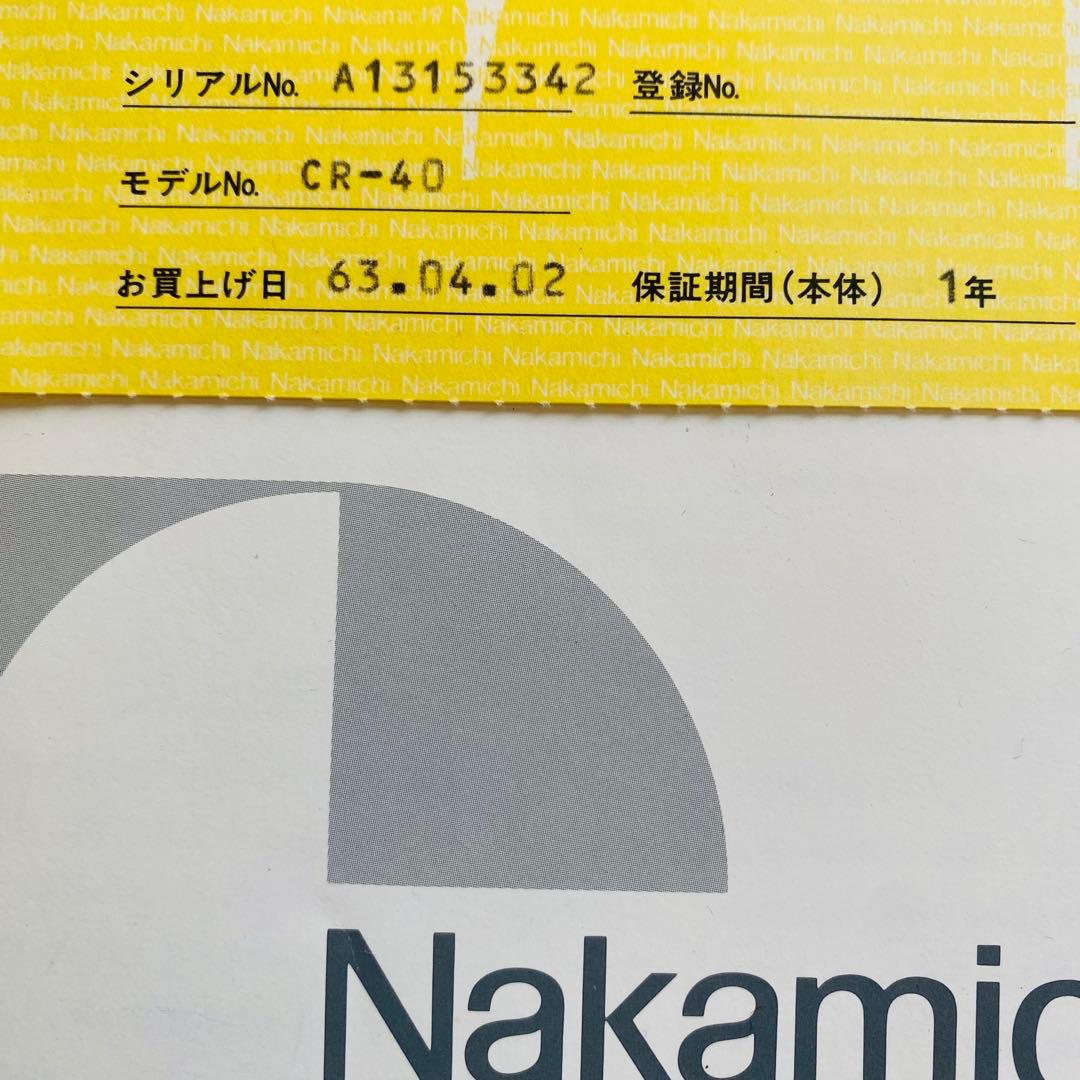 シリアルNo. A13153342 登録No.
モデルNo. CR-40
お買上げ日 63.04.02 保証期間(本体) 1年
Nakamic